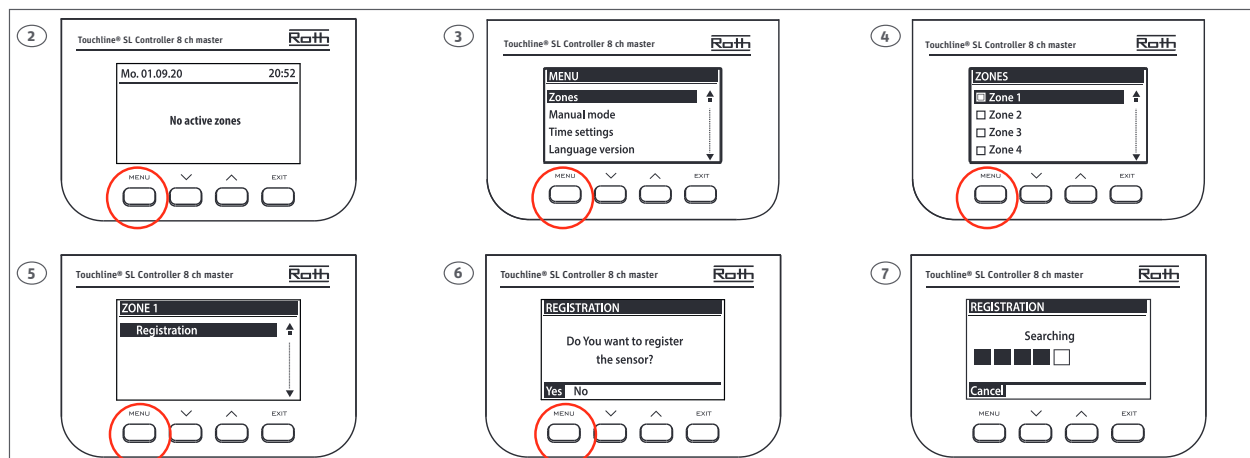 2
Touchline® SL Controller 8 ch master
Roth
Mo. 01.09.20 20:52
No active zones
MENU EXIT
3
Touchline® SL Controller 8 ch master
Roth
MENU
Zones
Manual mode
Time settings
Language version
MENU EXIT
4
Touchline® SL Controller 8 ch master
Roth
ZONES
Zone 1
Zone 2
Zone 3
Zone 4
MENU EXIT
5
Touchline® SL Controller 8 ch master
Roth
ZONE 1
Registration
MENU EXIT
6
Touchline® SL Controller 8 ch master
Roth
REGISTRATION
Do You want to register
the sensor?
Yes No
MENU EXIT
7
Touchline® SL Controller 8 ch master
Roth
REGISTRATION
Searching
Cancel
MENU EXIT